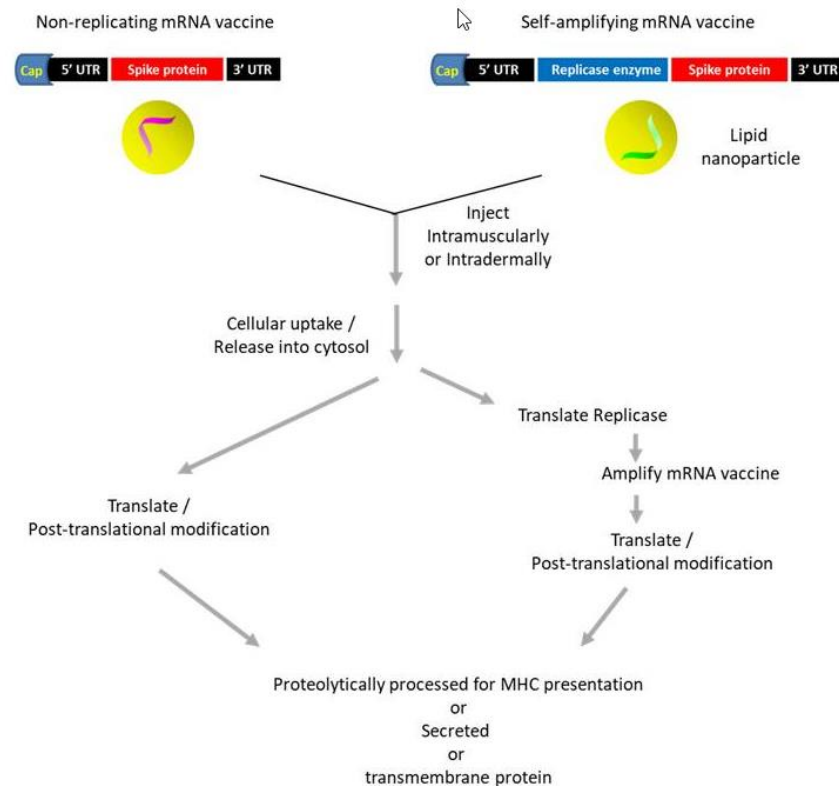 Non-replicating mRNA vaccine
Self-amplifying mRNA vaccine
Cap 5' UTR Spike protein 3' UTR
Cap 5' UTR Replicase enzyme Spike protein 3' UTR
Lipid
nanoparticle
Inject
Intramuscularly
or Intradermally
Cellular uptake /
Release into cytosol
Translate Replicase
Amplify mRNA vaccine
Translate /
Post-translational modification
Translate /
Post-translational modification
Proteolytically processed for MHC presentation
or
Secreted
or
transmembrane protein